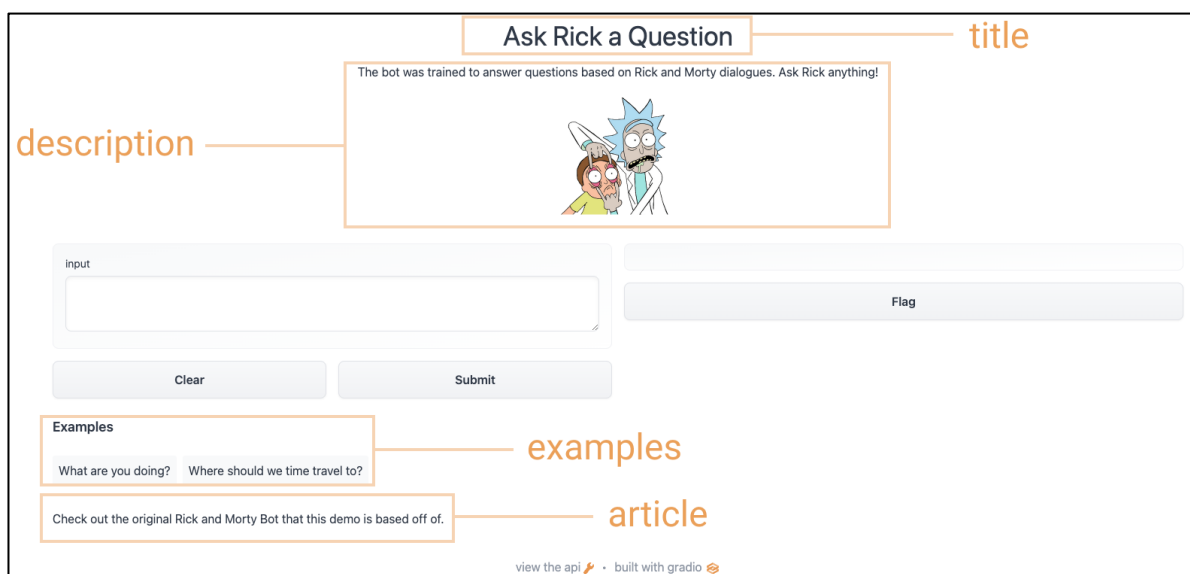 Ask Rick a Question
title
The bot was trained to answer questions based on Rick and Morty dialogues. Ask Rick anything!
description
input
Flag
Clear
Submit
Examples
examples
What are you doing?
Where should we time travel to?
Check out the original Rick and Morty Bot that this demo is based off of.
article
view the api • built with gradio